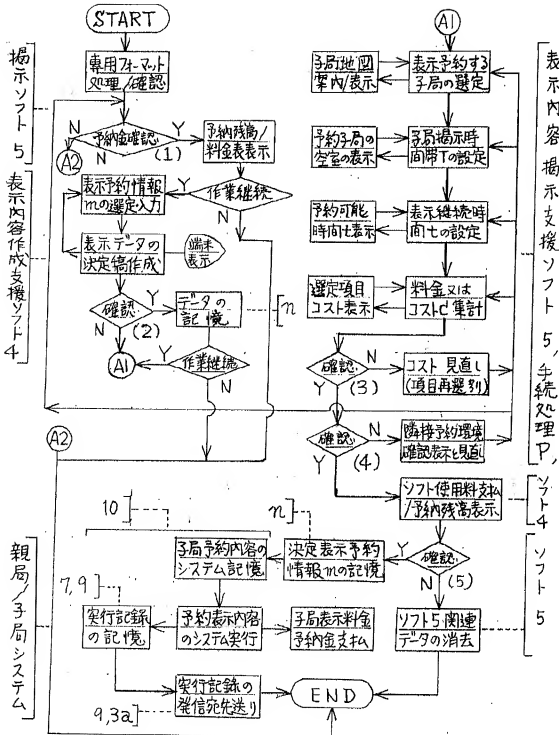 START
専用フォーマット
処理/確認
予納金確認
N
Y
(1)
A2
予納残高/
料金表表示
作業継続
Y
N
表示予約情報
mの選定入力
表示データの
決定稿作成
端末
表示
確認
Y
N
(2)
データの
記憶
n
A1
作業継続
Y
N
掲示ソフト5
表示内容作成支援ソフト4
A1
子局地図
案内/表示
表示予約する
子局の選定
予約子局の
空室の表示
子局掲示時
間帯Tの設定
予約可能
時間t表示
表示継続時
間tの設定
選定項目
コスト表示
料金又は
コストC集計
確認
N
Y
(3)
コスト見直し
(項目再選別)
確認
N
Y
(4)
隣接予約環境
確認表示と見直し
ソフト使用料支払
/予納残高表示
確認
Y
N
(5)
ソフト5関連
データの消去
表示内容掲示支援ソフト5,手続処理P,
ソフト4
ソフト5
A2
10
n
子局予約内容の
システム記憶
決定表示予約
情報mの記憶
7,9
実行記録
の記憶
予約表示内容
のシステム実行
子局表示料金
予納金支払
実行記録の
発信宛先送り
9,3a
END
親局/子局システム